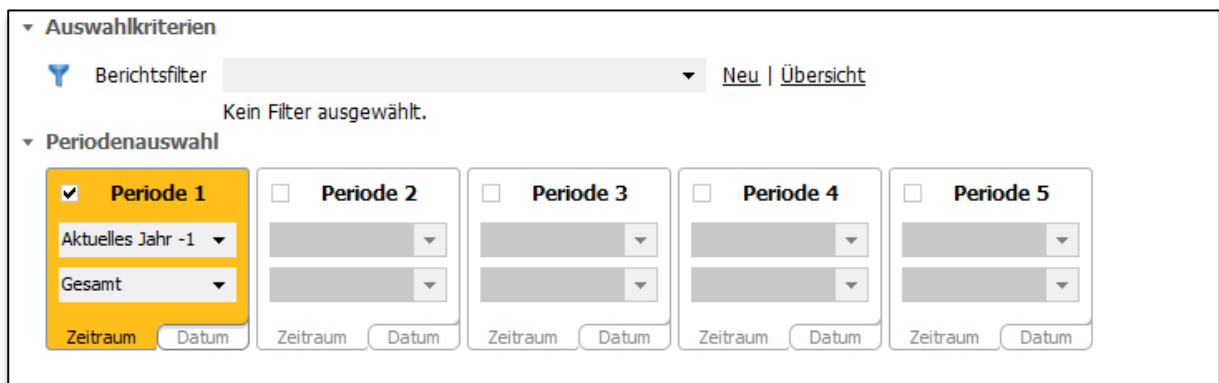 Auswahlkriterien
Berichtsfilter Neu | Übersicht
Kein Filter ausgewählt.
Periodenauswahl
Periode 1 Periode 2 Periode 3 Periode 4 Periode 5
Aktuelles Jahr -1
Gesamt
Zeitraum Datum Zeitraum Datum Zeitraum Datum Zeitraum Datum Zeitraum Datum